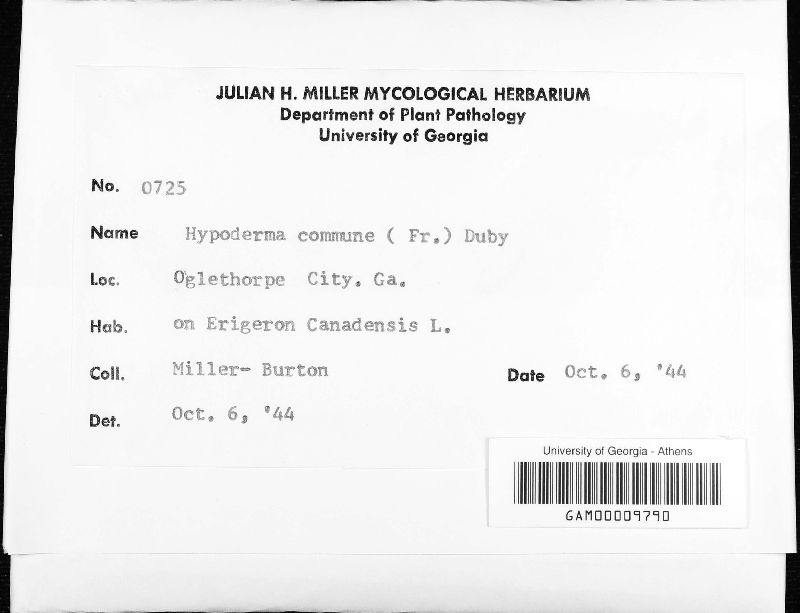 JULIAN H. MILLER MYCOLOGICAL HERBARIUM
Department of Plant Pathology
University of Georgia
No. 0725
Name Hypoderma commune ( Fr.) Duby
Loc. Oglethorpe City. Ga.
Hab. on Erigeron Canadensis L.
Coll. Miller- Burton Date Oct. 6, '44
Det. Oct. 6, '44
University of Georgia - Athens
GAM00009790